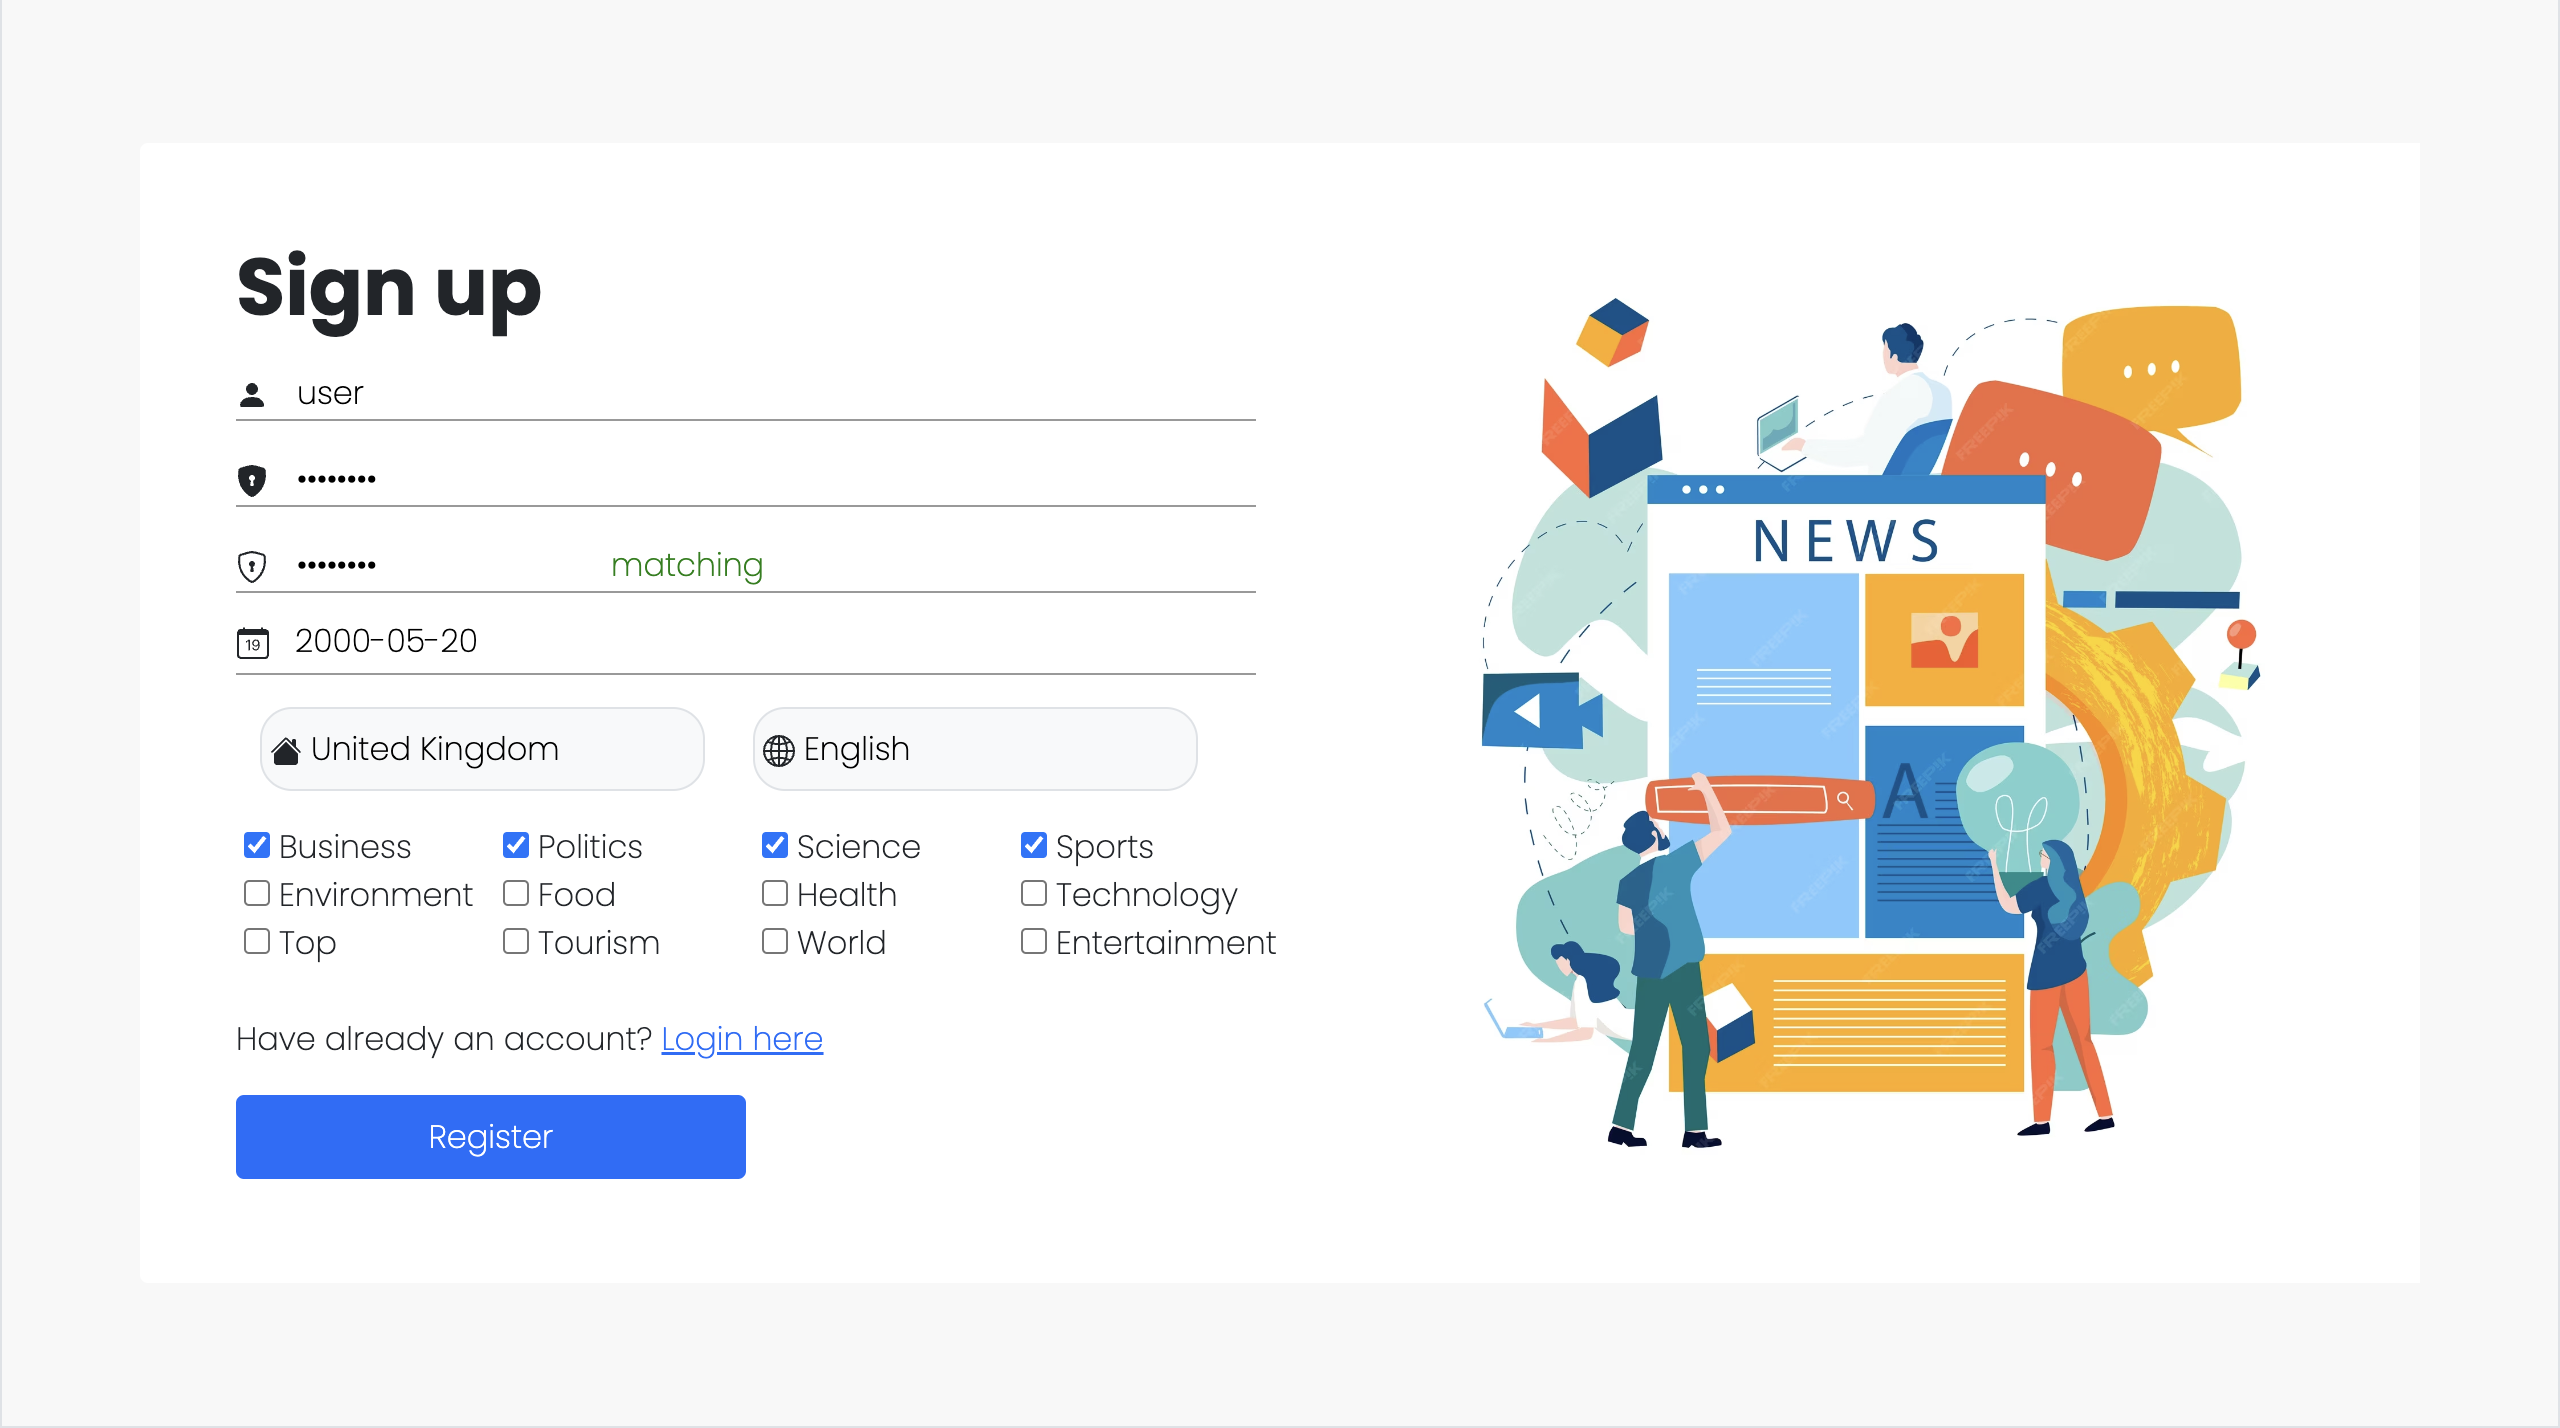 Sign up
user
••••••••
•••••••• matching
19 2000-05-20
United Kingdom English
Business Politics Science Sports
Environment Food Health Technology
Top Tourism World Entertainment
Have already an account? Login here
Register
NEWS
A
FREEPIK